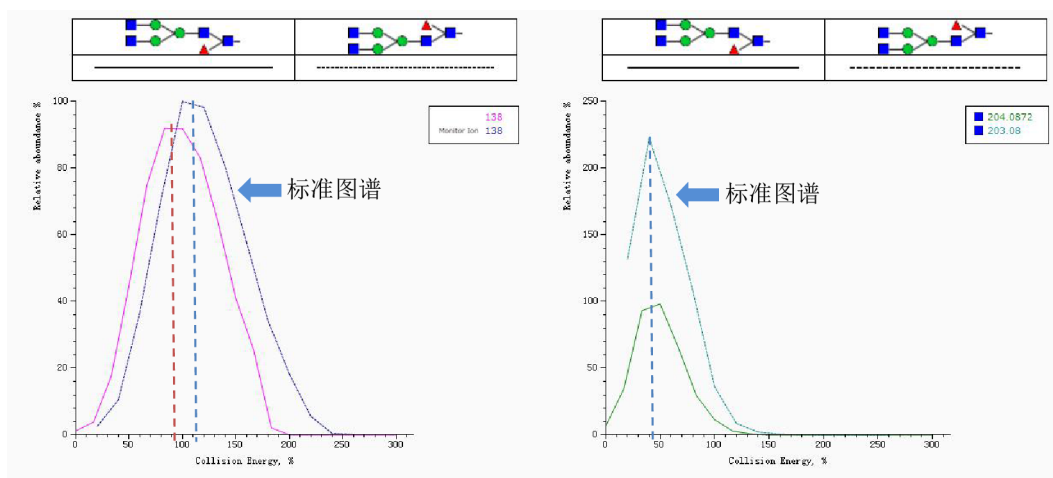 100
80
60
40
20
0
Relative aboundance %
0 50 100 150 200 250 300
Collision Energy, %
138
Monitor Ion 138
标准图谱
250
200
150
100
50
0
Relative aboundance %
0 50 100 150 200 250 300
Collision Energy, %
204.0872
203.08
标准图谱